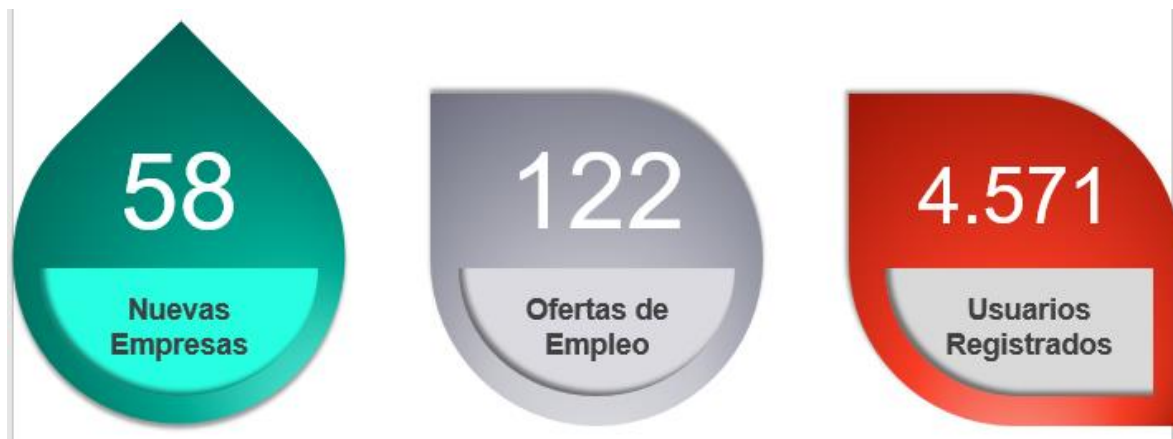 58
Nuevas
Empresas
122
Ofertas de
Empleo
4.571
Usuarios
Registrados